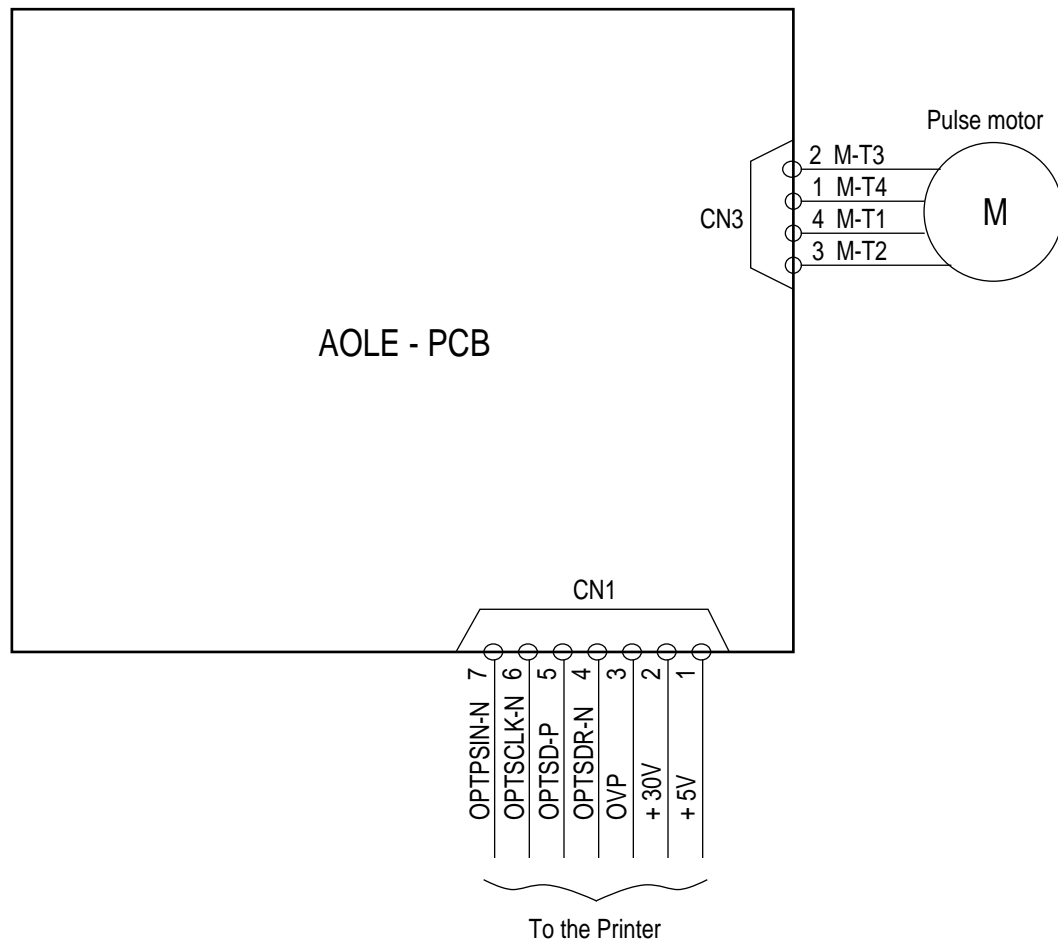 Pulse motor
2 M-T3
1 M-T4
4 M-T1
3 M-T2
CN3
M
AOLE - PCB
CN1
7 OPTPSIN-N
6 OPTSCLK-N
5 OPTSD-P
4 OPTSDR-N
3 OVP
2 + 30V
1 + 5V
To the Printer